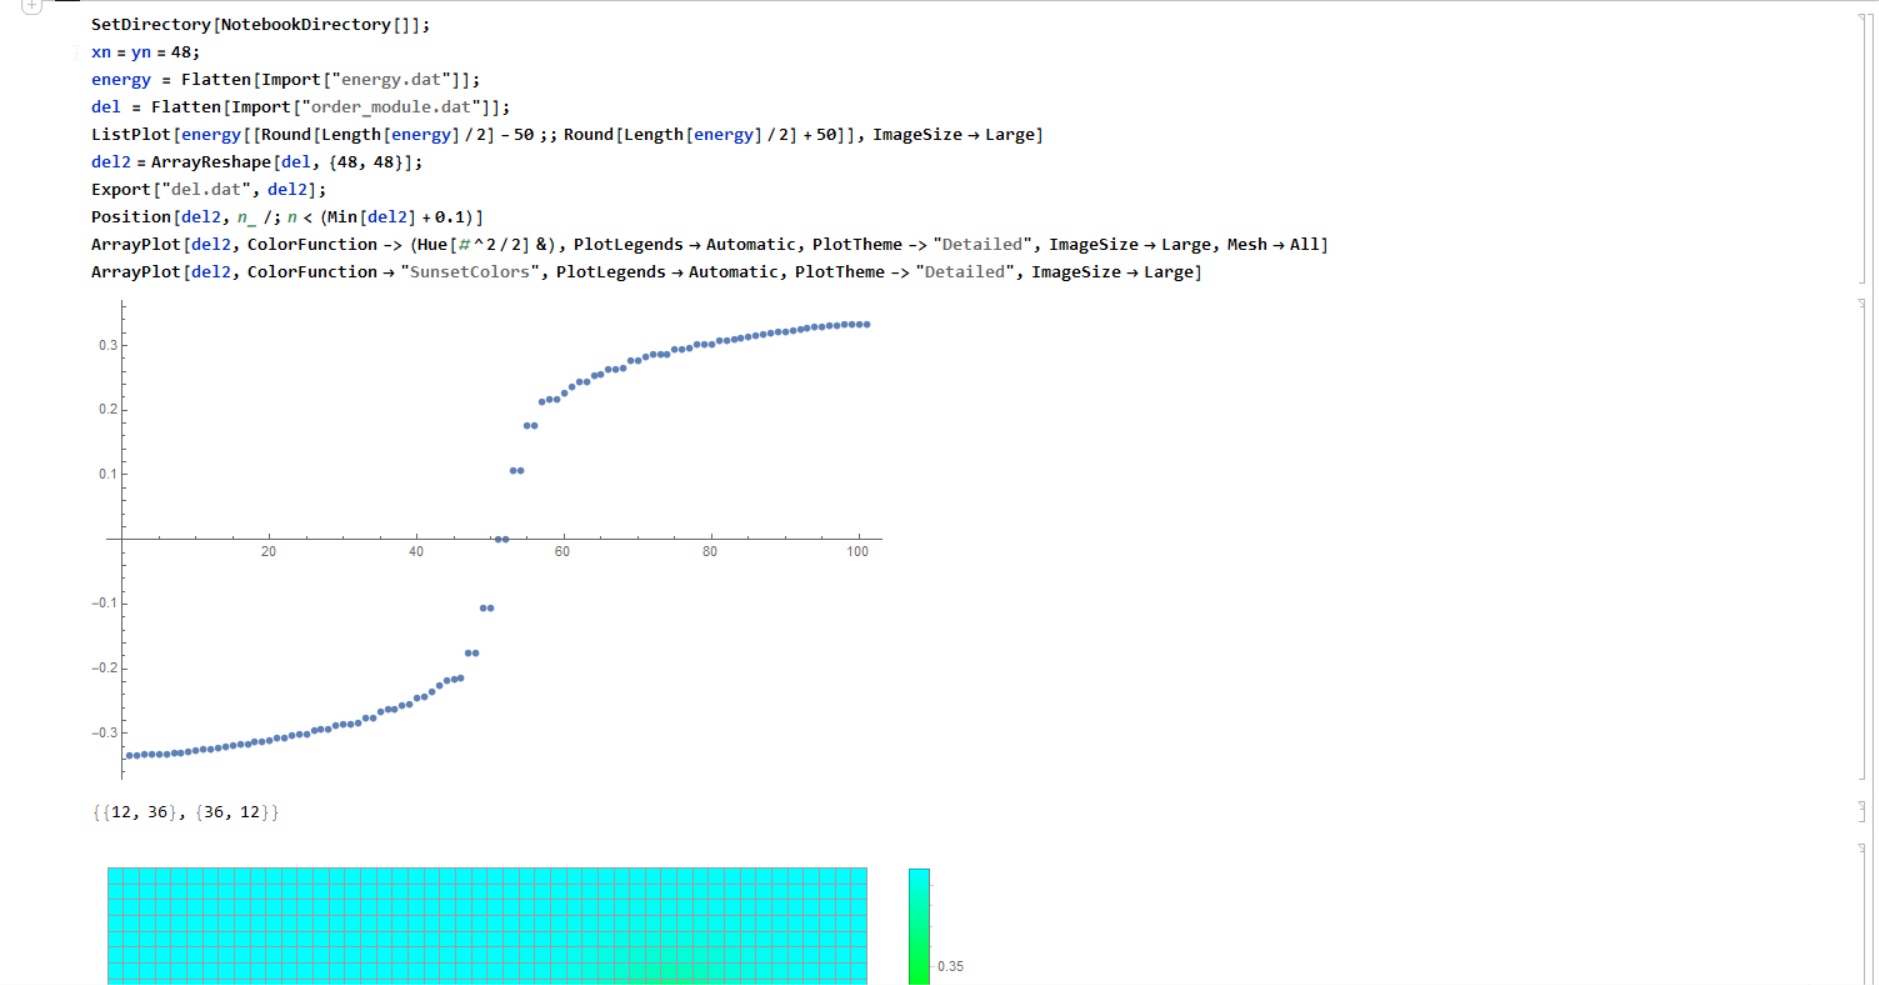 SetDirectory[NotebookDirectory[]];
xn = yn = 48;
energy = Flatten[Import["energy.dat"]];
del = Flatten[Import["order_module.dat"]];
ListPlot[energy[[Round[Length[energy] / 2] - 50 ;; Round[Length[energy] / 2] + 50]], ImageSize → Large]
del2 = ArrayReshape[del, {48, 48}];
Export["del.dat", del2];
Position[del2, n_ /; n < (Min[del2] + 0.1)]
ArrayPlot[del2, ColorFunction -> (Hue[# ^ 2 / 2] &), PlotLegends → Automatic, PlotTheme -> "Detailed", ImageSize → Large, Mesh → All]
ArrayPlot[del2, ColorFunction → "SunsetColors", PlotLegends → Automatic, PlotTheme -> "Detailed", ImageSize → Large]
0.3
0.2
0.1
20 40 60 80 100
-0.1
-0.2
-0.3
{{12, 36}, {36, 12}}
0.35